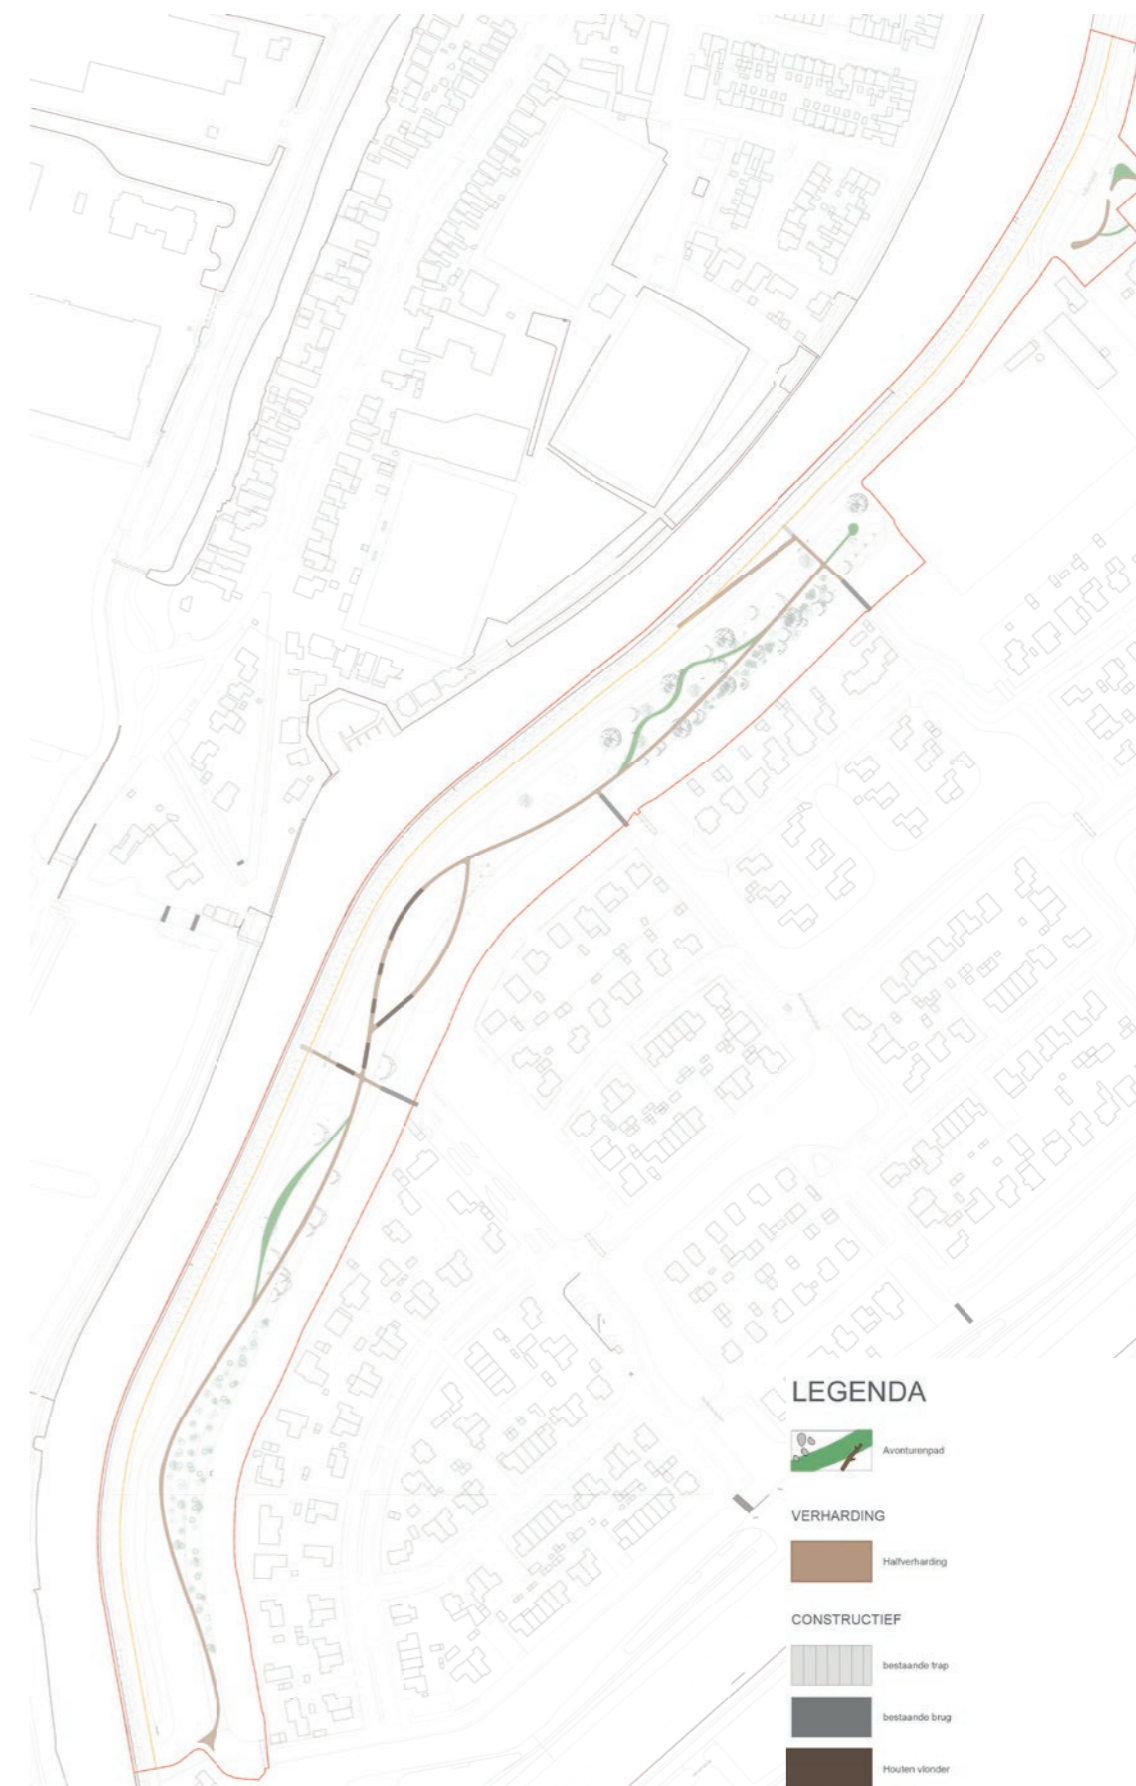 LEGENDA
Avonturenpad
VERHARDING
Halfverharding
CONSTRUCTIEF
bestaande trap
bestaande brug
Houten vlonder